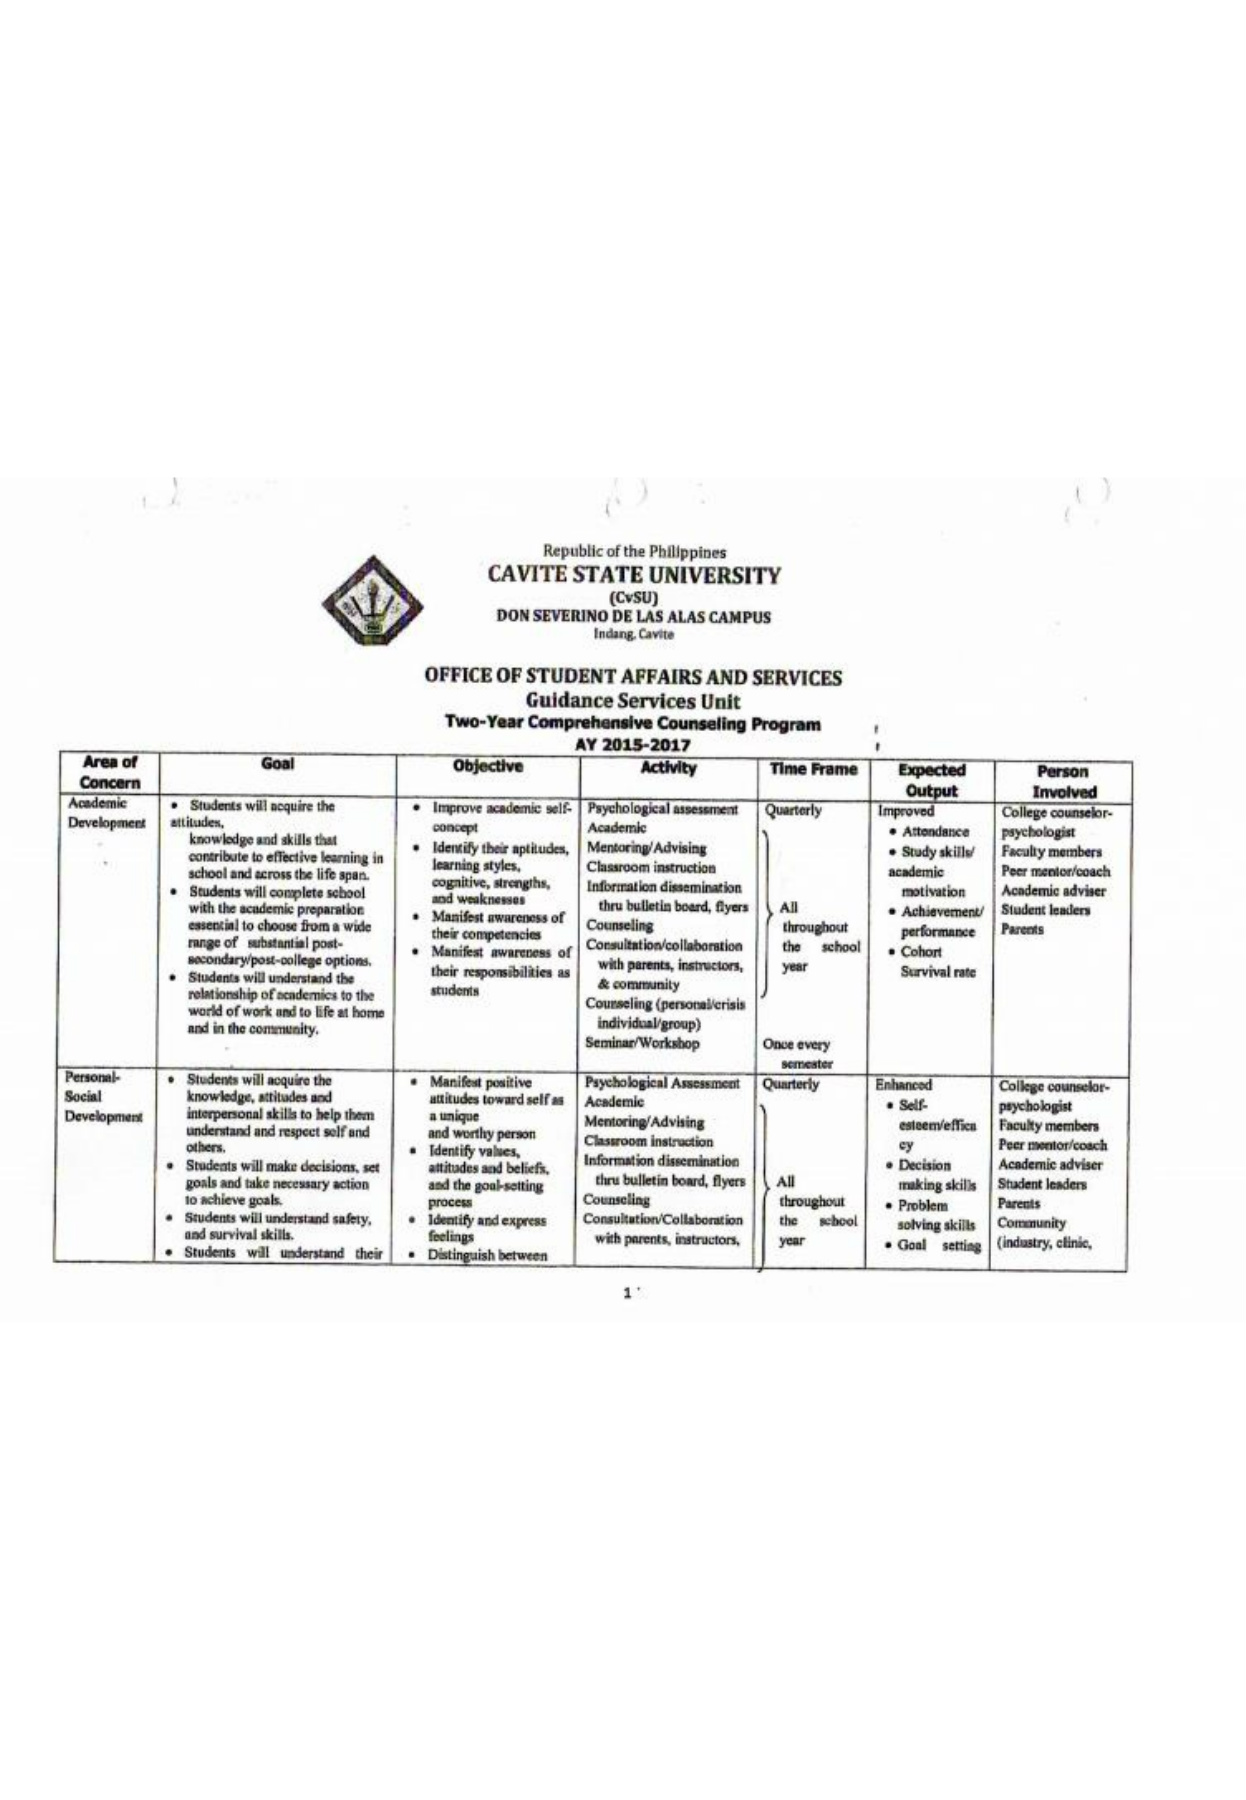 Republic of the Philippines
CAVITE STATE UNIVERSITY
(CvSU)
DON SEVERINO DE LAS ALAS CAMPUS
Indang, Cavite
OFFICE OF STUDENT AFFAIRS AND SERVICES
Guidance Services Unit
Two-Year Comprehensive Counseling Program
AY 2015-2017
Area of
Concern
Goal
Objective
Activity
Time Frame
Expected
Output
Person
Involved
Academic
Development
• Students will acquire the
attitudes,
knowledge and skills that
contribute to effective learning in
school and across the life span.
• Students will complete school
with the academic preparation
essential to choose from a wide
range of substantial post-
secondary/post-college options.
• Students will understand the
relationship of academics to the
world of work and to life at home
and in the community.
• Improve academic self-
concept
• Identify their aptitudes,
learning styles,
cognitive, strengths,
and weaknesses
• Manifest awareness of
their competencies
• Manifest awareness of
their responsibilities as
students
Psychological assessment
Academic
Mentoring/Advising
Classroom instruction
Information dissemination
thru bulletin board, flyers
Counseling
Consultation/collaboration
with parents, instructors,
& community
Counseling (personal/crisis
individual/group)
Seminar/Workshop
Quarterly
All
throughout
the school
year
Once every
semester
Improved
• Attendance
• Study skills/
academic
motivation
• Achievement/
performance
• Cohort
Survival rate
College counselor-
psychologist
Faculty members
Peer mentor/coach
Academic adviser
Student leaders
Parents
Personal-
Social
Development
• Students will acquire the
knowledge, attitudes and
interpersonal skills to help them
understand and respect self and
others.
• Students will make decisions, set
goals and take necessary action
to achieve goals.
• Students will understand safety,
and survival skills.
• Students will understand their
• Manifest positive
attitudes toward self as
a unique
and worthy person
• Identify values,
attitudes and beliefs,
and the goal-setting
process
• Identify and express
feelings
• Distinguish between
Psychological Assessment
Academic
Mentoring/Advising
Classroom instruction
Information dissemination
thru bulletin board, flyers
Counseling
Consultation/Collaboration
with parents, instructors,
Quarterly
All
throughout
the school
year
Enhanced
• Self-
esteem/effica
cy
• Decision
making skills
• Problem
solving skills
• Goal setting
College counselor-
psychologist
Faculty members
Peer mentor/coach
Academic adviser
Student leaders
Parents
Community
(industry, clinic,
1